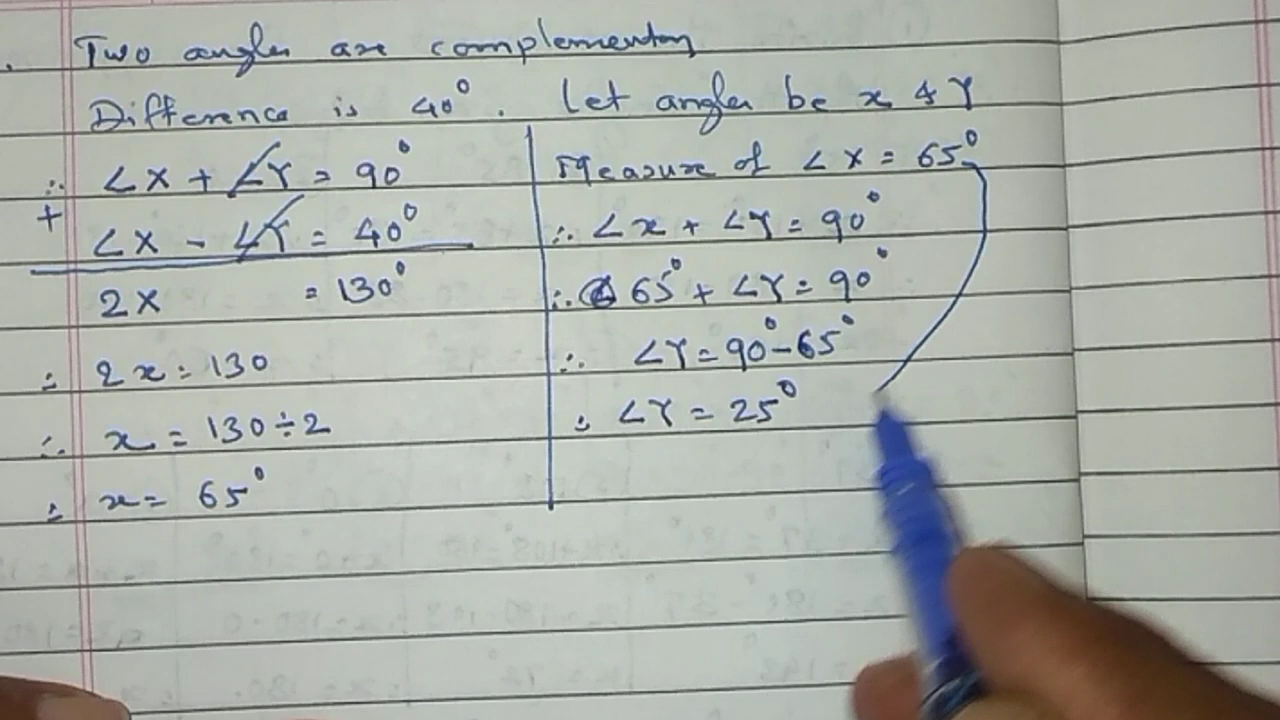 Two angles are complementary
Difference is 40°. Let angles be x & Y
∴ ∠X + ∠Y = 90°
+ ∠X - ∠Y = 40°
2X = 130°
∴ 2x = 130
∴ x = 130 ÷ 2
∴ x = 65°
Measure of ∠X = 65°
∴ ∠x + ∠Y = 90°
∴ 65° + ∠Y = 90°
∴ ∠Y = 90° - 65°
∴ ∠Y = 25°